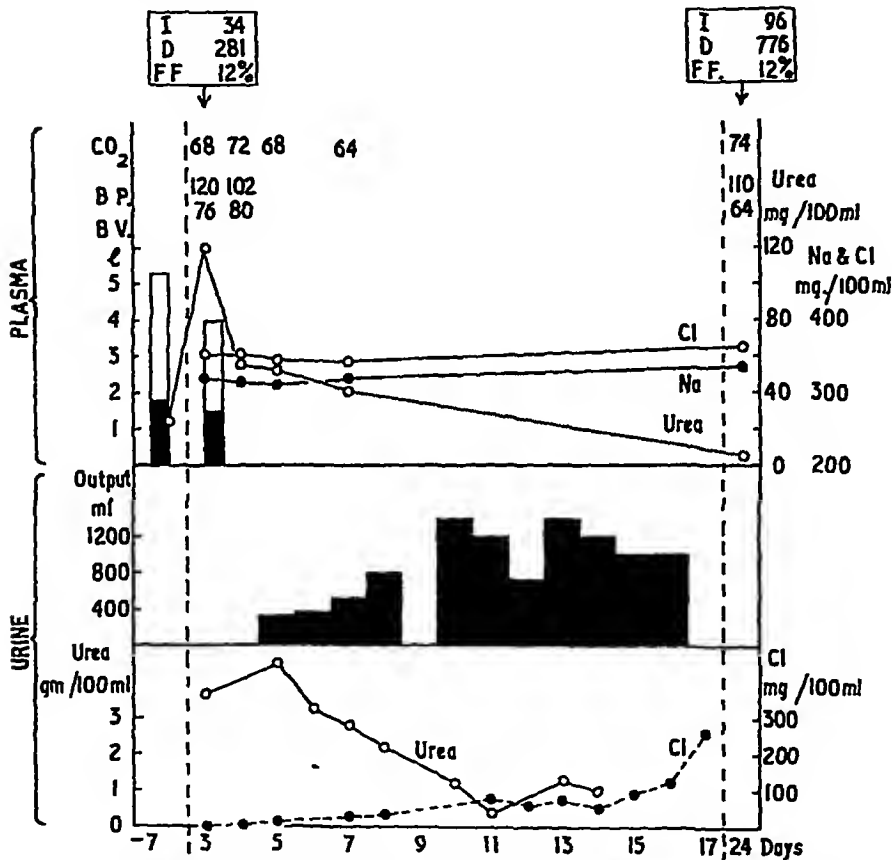 I 34
D 281
FF 12%
I 96
D 776
FF. 12%
PLASMA
CO2 68 72 68 64 74
B P. 120 102 110
76 80 64
B V.
Urea
mg/100ml
ℓ
5
4
3
2
1
120
80
40
0
Na & Cl
mg./100ml
400
300
200
Cl
Na
Urea
URINE
Output
ml
1200
800
400
Urea
gm/100ml
3
2
1
0
Cl
mg/100ml
300
200
100
Urea
Cl
-7 3 5 7 9 11 13 15 17 24 Days